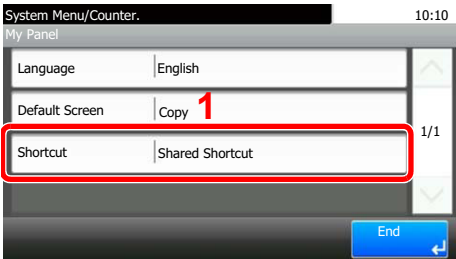 System Menu/Counter. 10:10
My Panel
Language English
Default Screen Copy 1
1/1
Shortcut Shared Shortcut
End